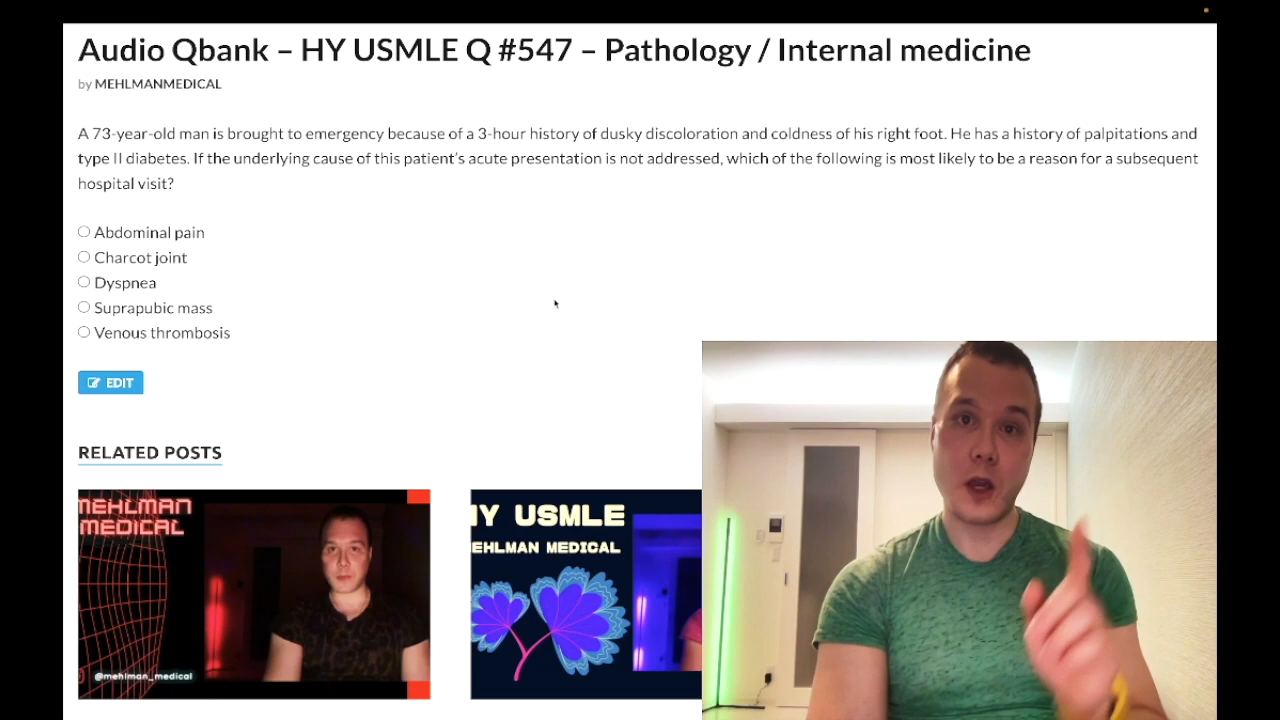 Audio Qbank – HY USMLE Q #547 – Pathology / Internal medicine
by MEHLMANMEDICAL
A 73-year-old man is brought to emergency because of a 3-hour history of dusky discoloration and coldness of his right foot. He has a history of palpitations and
type II diabetes. If the underlying cause of this patient's acute presentation is not addressed, which of the following is most likely to be a reason for a subsequent
hospital visit?
Abdominal pain
Charcot joint
Dyspnea
Suprapubic mass
Venous thrombosis
EDIT
RELATED POSTS
MEHLMAN
MEDICAL
@mehlman_medical
HY USMLE
MEHLMAN MEDICAL